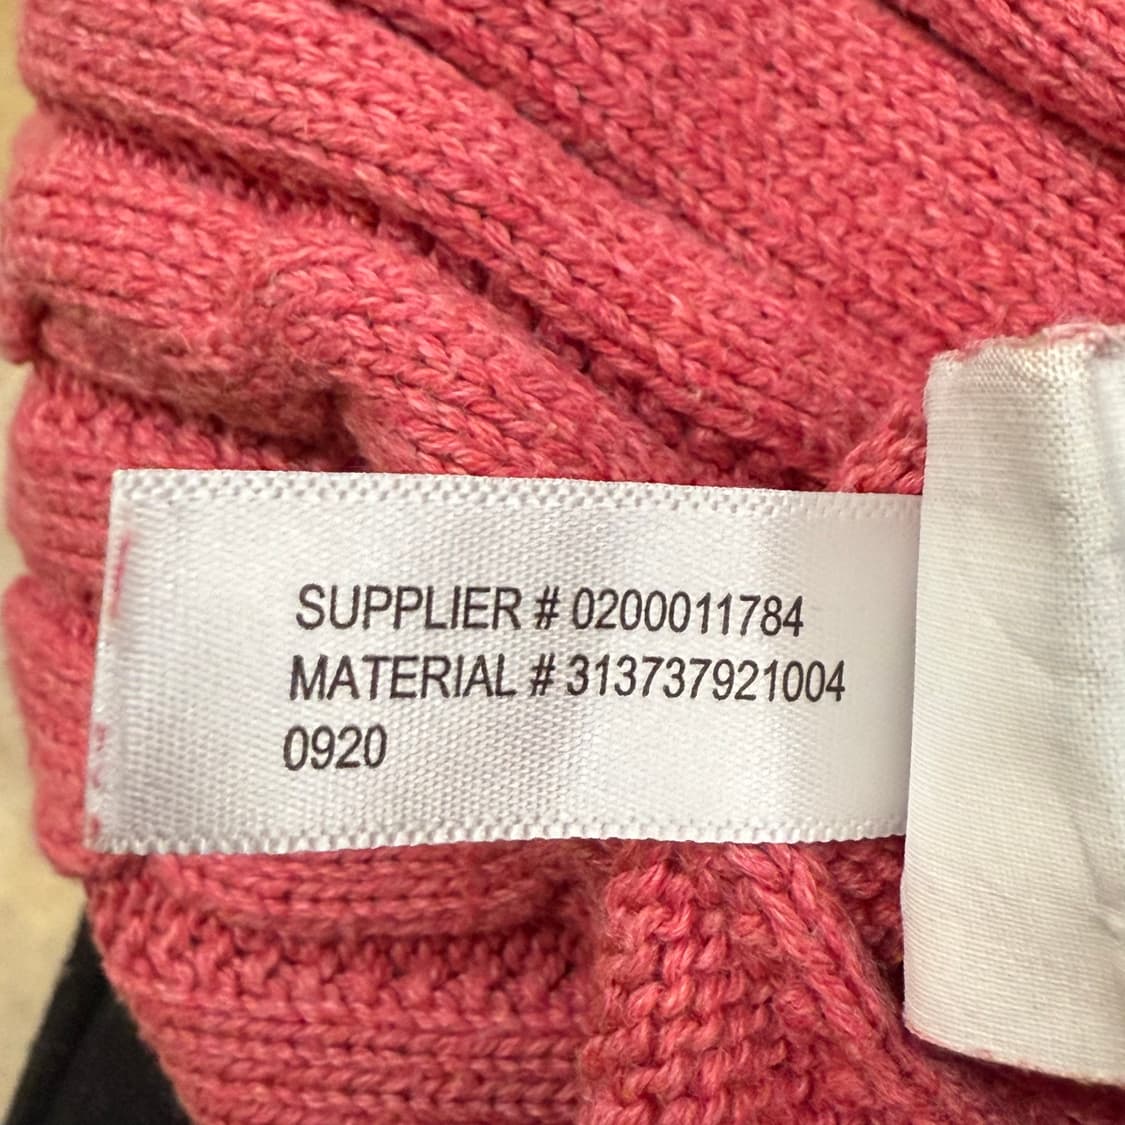 SUPPLIER # 0200011784
MATERIAL # 313737921004
0920